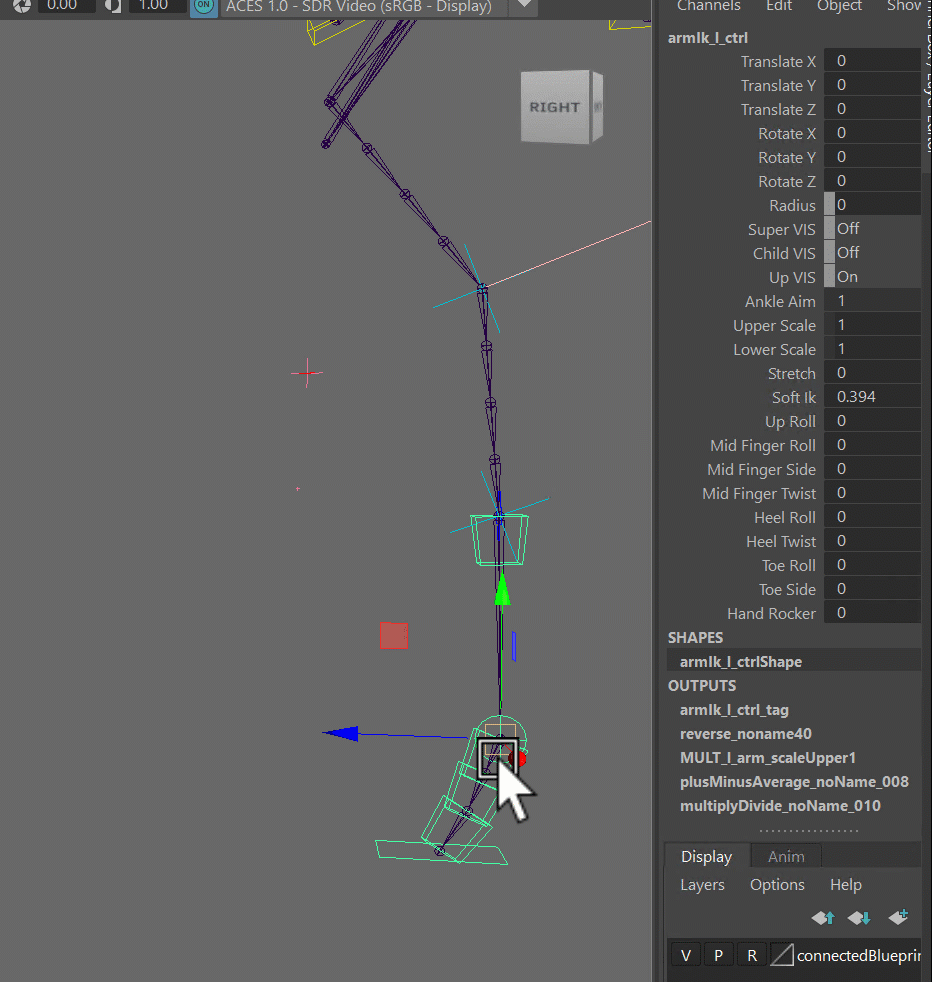 0.00 1.00 ON ACES 1.0 - SDR Video (sRGB - Display)
Channels Edit Object Show
armIk_l_ctrl
Translate X 0
Translate Y 0
Translate Z 0
Rotate X 0
Rotate Y 0
Rotate Z 0
Radius 0
Super VIS Off
Child VIS Off
Up VIS On
Ankle Aim 1
Upper Scale 1
Lower Scale 1
Stretch 0
Soft Ik 0.394
Up Roll 0
Mid Finger Roll 0
Mid Finger Side 0
Mid Finger Twist 0
Heel Roll 0
Heel Twist 0
Toe Roll 0
Toe Side 0
Hand Rocker 0
SHAPES
armIk_l_ctrlShape
OUTPUTS
armIk_l_ctrl_tag
reverse_noname40
MULT_l_arm_scaleUpper1
plusMinusAverage_noName_008
multiplyDivide_noName_010
Display Anim
Layers Options Help
V P R connectedBlueprin
RIGHT